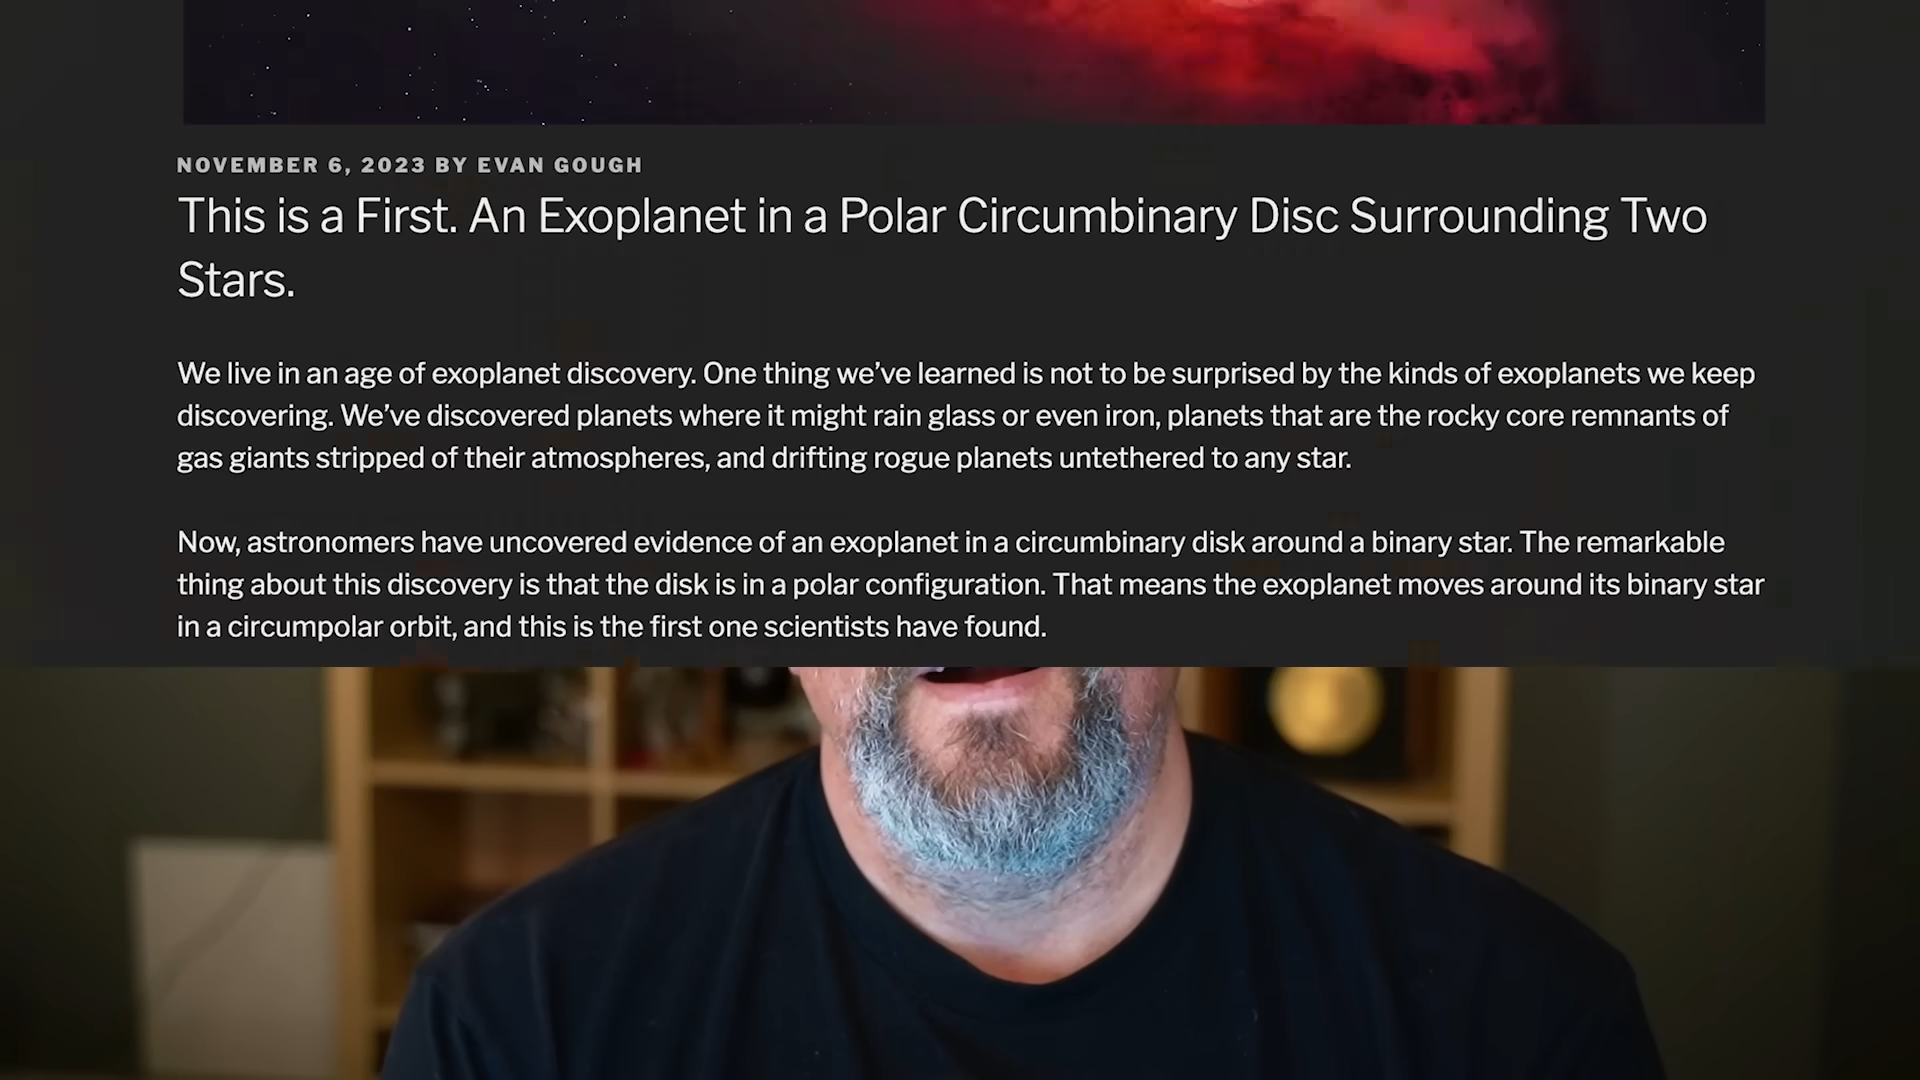 NOVEMBER 6, 2023 BY EVAN GOUGH
This is a First. An Exoplanet in a Polar Circumbinary Disc Surrounding Two
Stars.
We live in an age of exoplanet discovery. One thing we’ve learned is not to be surprised by the kinds of exoplanets we keep
discovering. We’ve discovered planets where it might rain glass or even iron, planets that are the rocky core remnants of
gas giants stripped of their atmospheres, and drifting rogue planets untethered to any star.
Now, astronomers have uncovered evidence of an exoplanet in a circumbinary disk around a binary star. The remarkable
thing about this discovery is that the disk is in a polar configuration. That means the exoplanet moves around its binary star
in a circumpolar orbit, and this is the first one scientists have found.